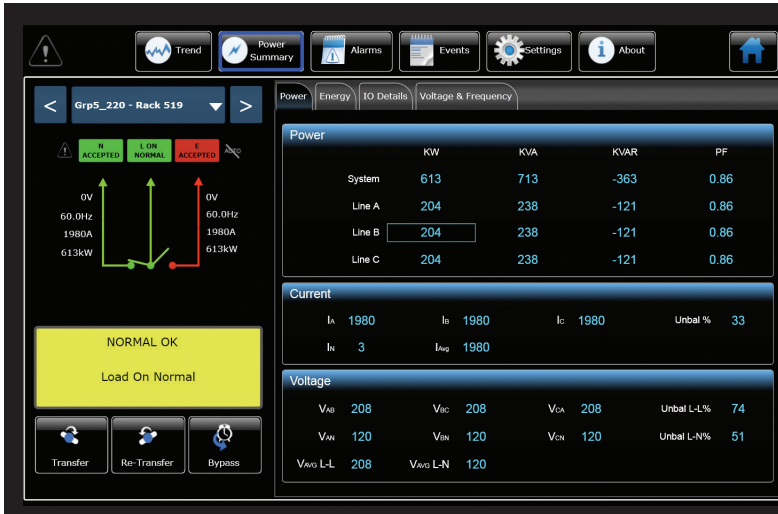 Trend
Power Summary
Alarms
Events
Settings
i About
< Grp5_220 - Rack 519 >
N ACCEPTED
L ON NORMAL
E ACCEPTED
AUTO
0V
60.0Hz
1980A
613kW
0V
60.0Hz
1980A
613kW
NORMAL OK
Load On Normal
Transfer
Re-Transfer
Bypass
Power Energy IO Details Voltage & Frequency
Power
KW KVA KVAR PF
System 613 713 -363 0.86
Line A 204 238 -121 0.86
Line B 204 238 -121 0.86
Line C 204 238 -121 0.86
Current
IA 1980 IB 1980 IC 1980 Unbal % 33
IN 3 IAvg 1980
Voltage
VAB 208 VBC 208 VCA 208 Unbal L-L% 74
VAN 120 VBN 120 VCN 120 Unbal L-N% 51
VAVG L-L 208 VAVG L-N 120